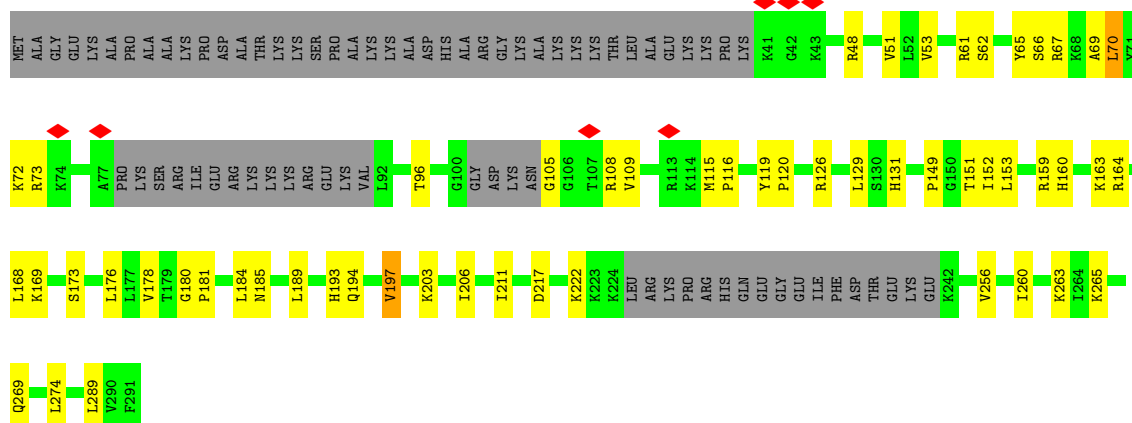 MET ALA GLY GLU LYS ALA PRO ALA ALA LYS PRO ASP ALA THR LYS LYS SER PRO ALA LYS LYS ALA ASP HIS ALA ARG GLY LYS ALA LYS LYS LYS THR LEU ALA GLU LYS LYS PRO LYS K41 G42 K43 R48 V51 L52 V53 R61 S62 Y65 S66 R67 K68 A69 L70 Y71
K72 R73 K74 A77 PRO LYS SER ARG ILE GLU ARG LYS LYS LYS ARG GLU LYS VAL L92 T96 G100 GLY ASP LYS ASN G105 G106 T107 R108 V109 R113 K114 M115 P116 Y119 P120 R126 L129 S130 H131 P149 G150 T151 I152 L153 R159 H160 K163 R164
L168 K169 S173 L176 L177 V178 T179 G180 P181 L184 N185 L189 H193 Q194 V197 K203 I206 I211 D217 K222 K223 K224 LEU ARG LYS PRO ARG HIS GLN GLU GLY GLU ILE PHE ASP THR GLU LYS GLU K242 V256 I260 K263 I264 K265
Q269 L274 L289 V290 F291